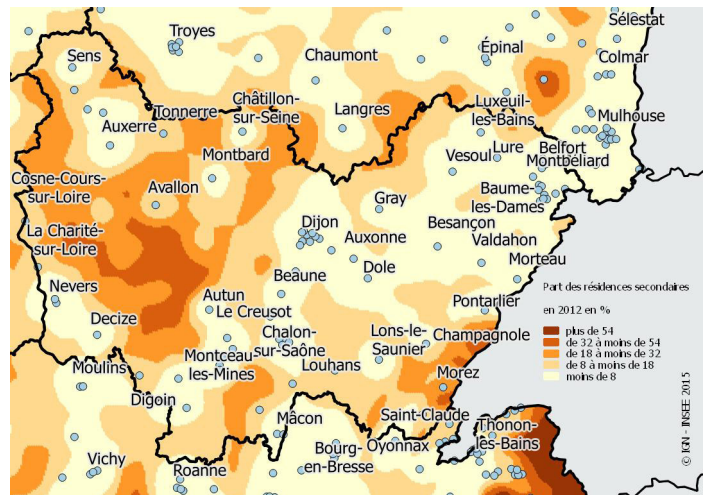 Sélestat
Troyes
Sens
Chaumont
Épinal
Colmar
Châtillon-
sur-Seine
Tonnerre
Langres
Luxeuil-
les-Bains
Mulhouse
Auxerre
Montbard
Lure
Belfort
Vesoul
Montbéliard
Cosne-Cours-
sur-Loire
Avallon
Gray
Baume-
les-Dames
La Charité-
sur-Loire
Dijon
Auxonne
Besançon
Valdahon
Nevers
Beaune
Dole
Morteau
Autun
Pontarlier
Decize
Le Creusot
Chalon-
sur-Saône
Lons-le-
Saunier
Champagnole
Moulins
Montceau
les-Mines
Louhans
Morez
Digoin
Mâcon
Saint-Claude
Thonon-
les-Bains
Vichy
Roanne
Bourg-
en-Bresse
Oyonnax
Part des résidences secondaires
en 2012 en %
plus de 54
de 32 à moins de 54
de 18 à moins de 32
de 8 à moins de 18
moins de 8
© IGN - INSEE 2015